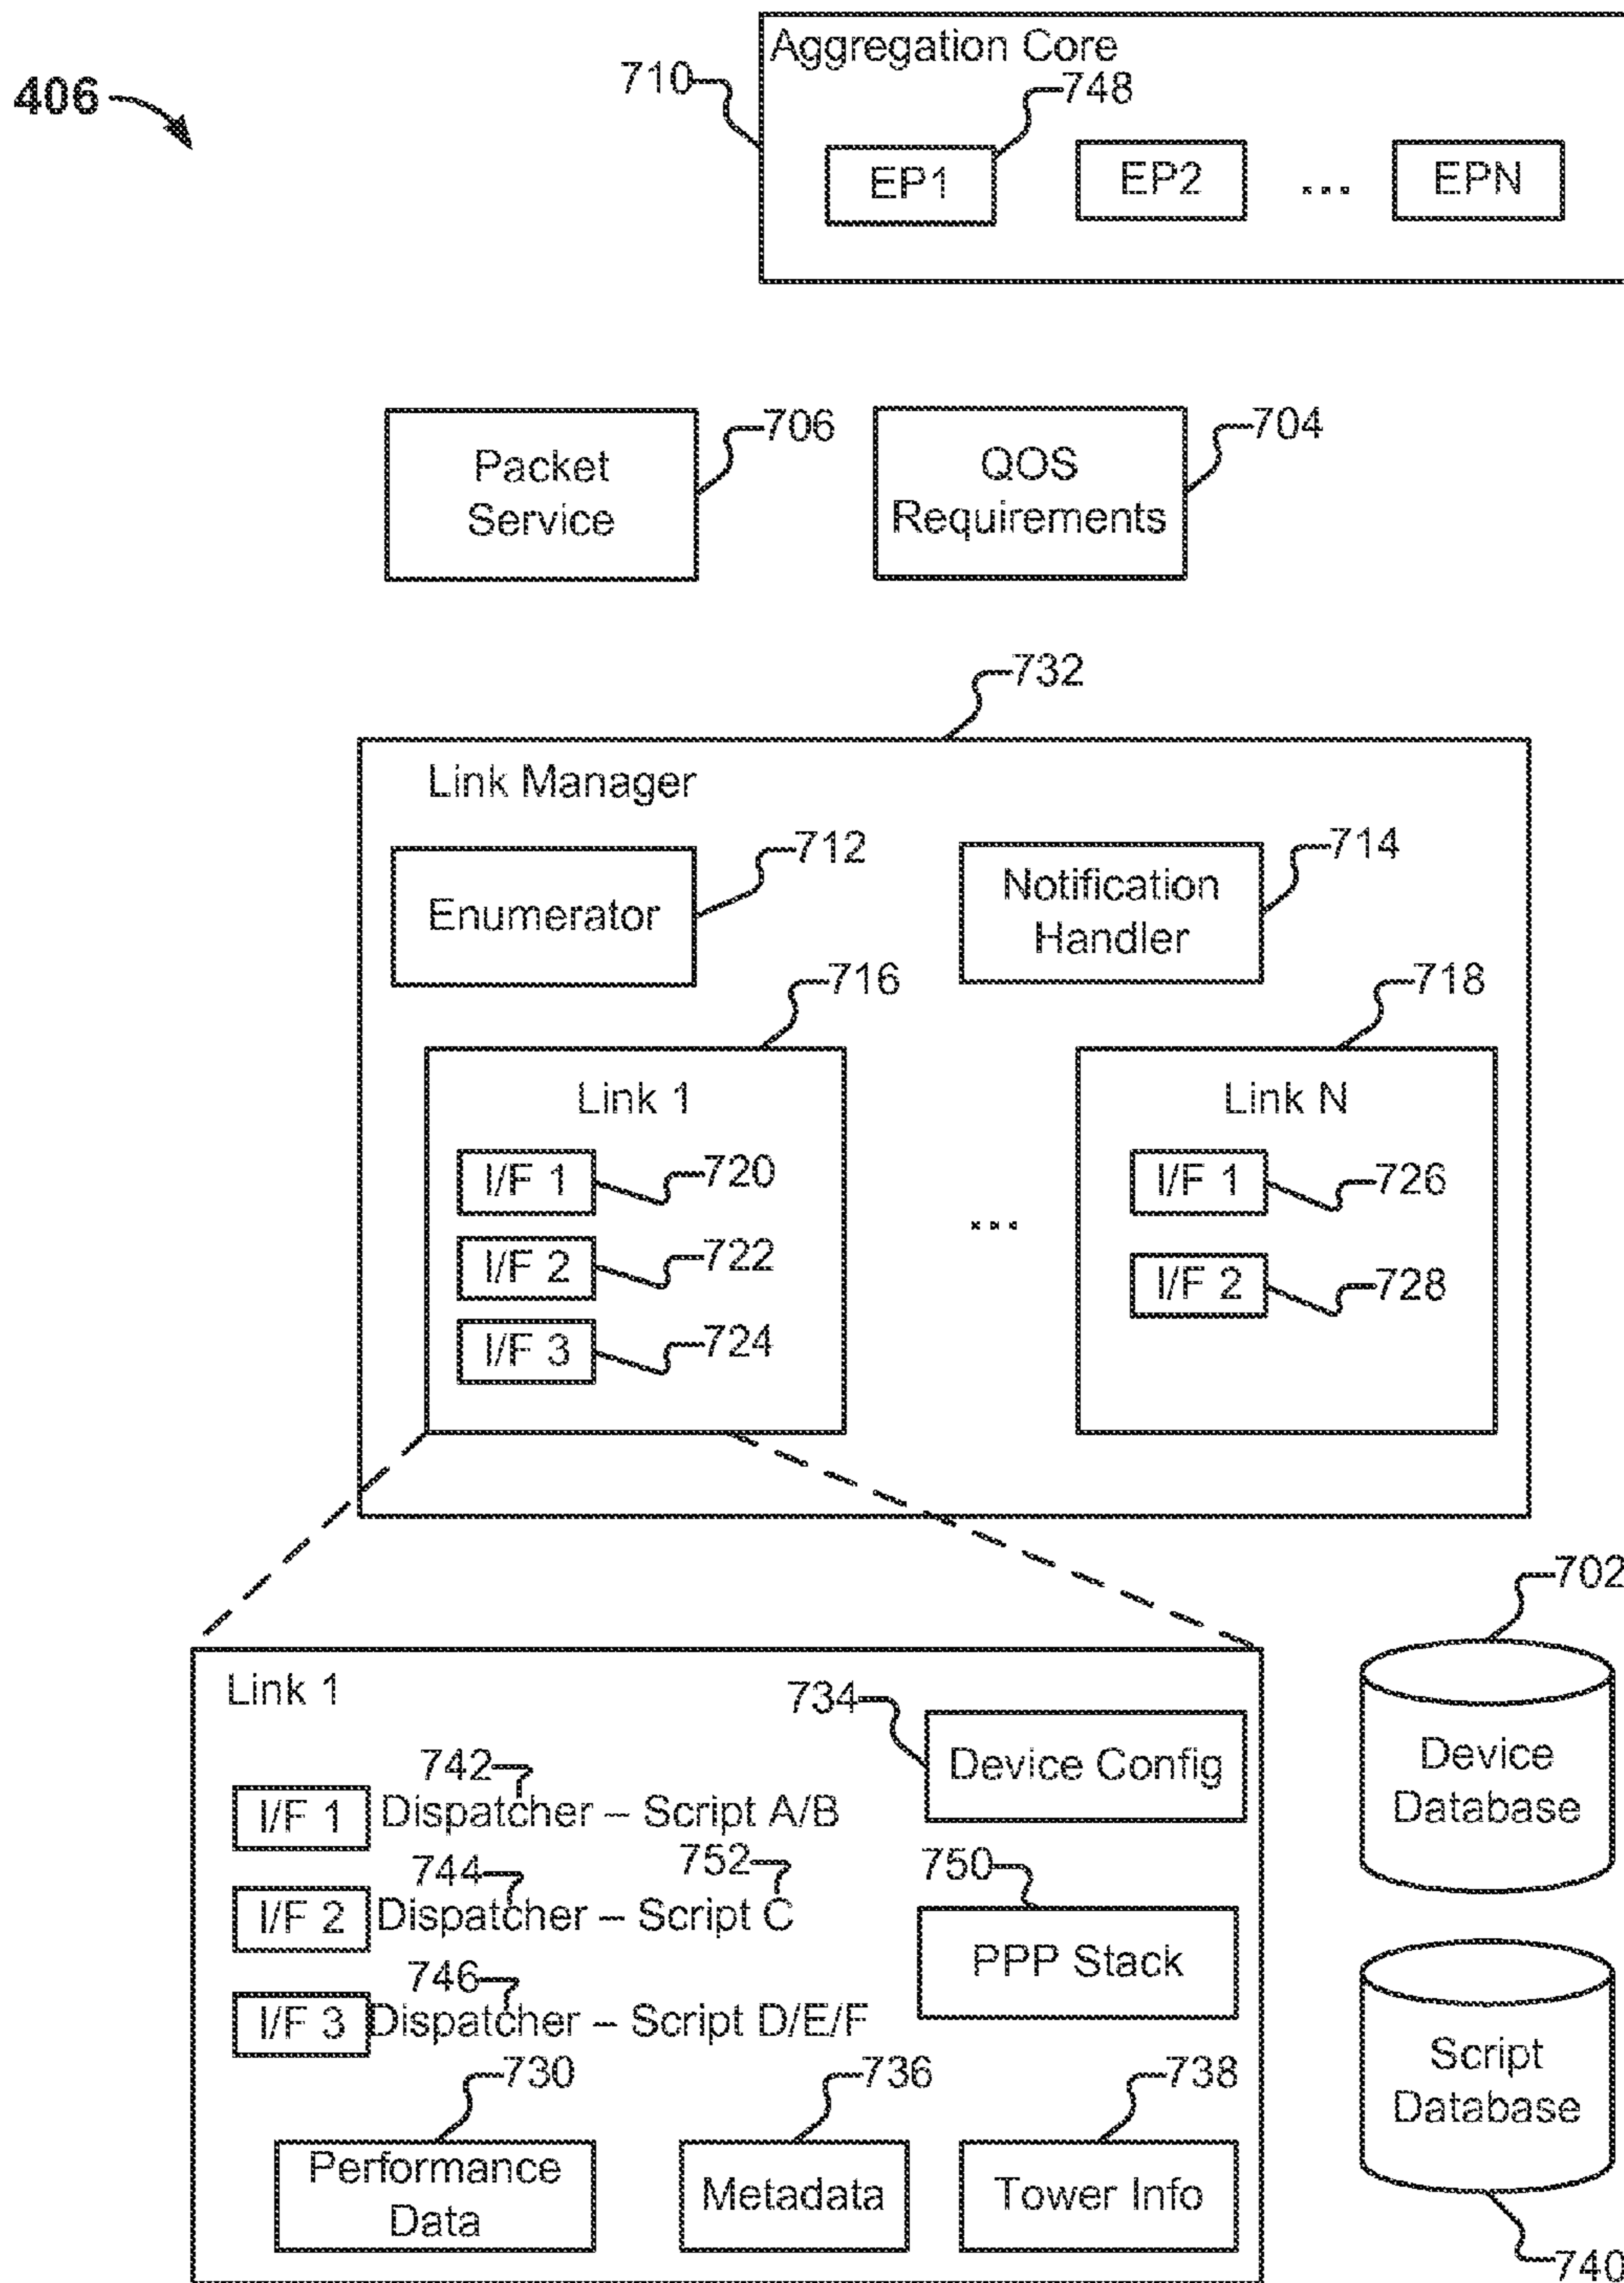 406
Aggregation Core
710
748
EP1
EP2
...
EPN
Packet
Service
706
QOS
Requirements
704
732
Link Manager
712
Enumerator
714
Notification
Handler
716
718
Link 1
I/F 1
720
I/F 2
722
I/F 3
724
...
Link N
I/F 1
726
I/F 2
728
702
Device
Database
Link 1
734
Device Config
742
I/F 1
Dispatcher – Script A/B
744
752
I/F 2
Dispatcher – Script C
750
PPP Stack
746
I/F 3
Dispatcher – Script D/E/F
730
Performance
Data
736
Metadata
738
Tower Info
Script
Database
740